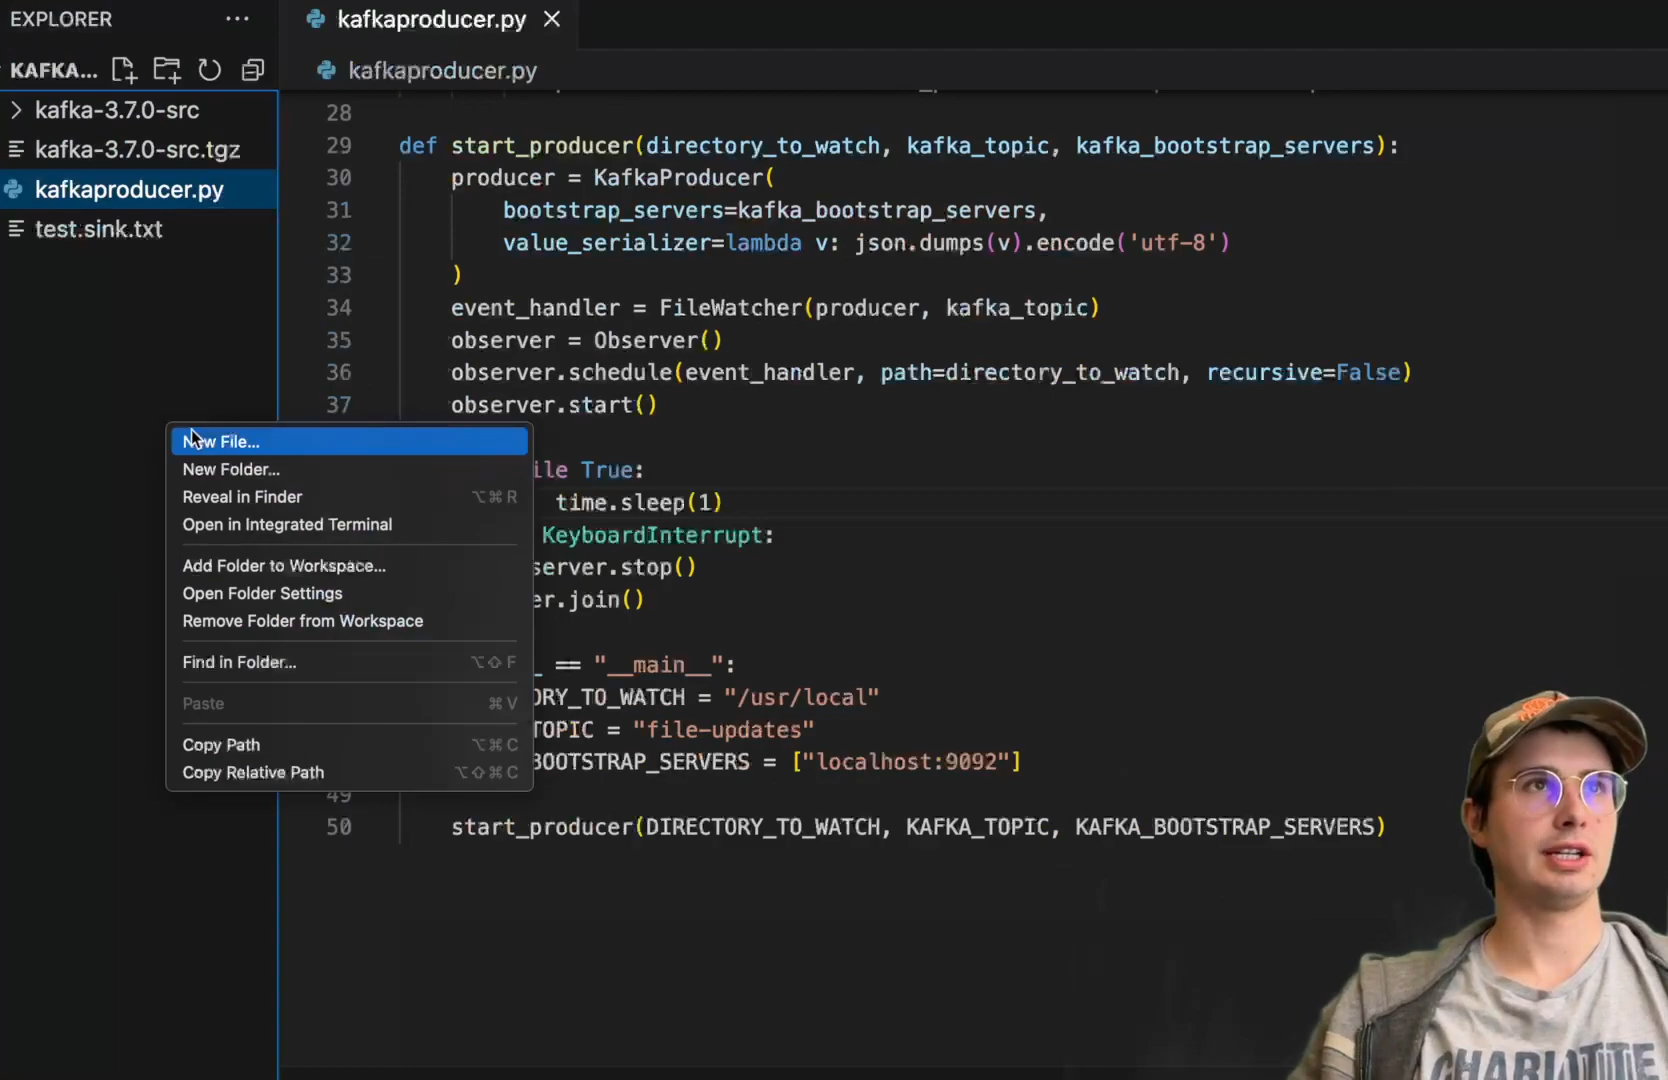 EXPLORER
KAFKA...
kafka-3.7.0-src
kafka-3.7.0-src.tgz
kafkaproducer.py
test.sink.txt
kafkaproducer.py
kafkaproducer.py
28
29 def start_producer(directory_to_watch, kafka_topic, kafka_bootstrap_servers):
30 producer = KafkaProducer(
31 bootstrap_servers=kafka_bootstrap_servers,
32 value_serializer=lambda v: json.dumps(v).encode('utf-8')
33 )
34 event_handler = FileWatcher(producer, kafka_topic)
35 observer = Observer()
36 observer.schedule(event_handler, path=directory_to_watch, recursive=False)
37 observer.start()
ile True:
time.sleep(1)
KeyboardInterrupt:
server.stop()
er.join()
_ == "__main__":
ORY_TO_WATCH = "/usr/local"
TOPIC = "file-updates"
BOOTSTRAP_SERVERS = ["localhost:9092"]
49
50 start_producer(DIRECTORY_TO_WATCH, KAFKA_TOPIC, KAFKA_BOOTSTRAP_SERVERS)
New File...
New Folder...
Reveal in Finder ⌥⌘R
Open in Integrated Terminal
Add Folder to Workspace...
Open Folder Settings
Remove Folder from Workspace
Find in Folder... ⌥⇧F
Paste ⌘V
Copy Path ⌥⌘C
Copy Relative Path ⌥⇧⌘C
CHARLOTTE